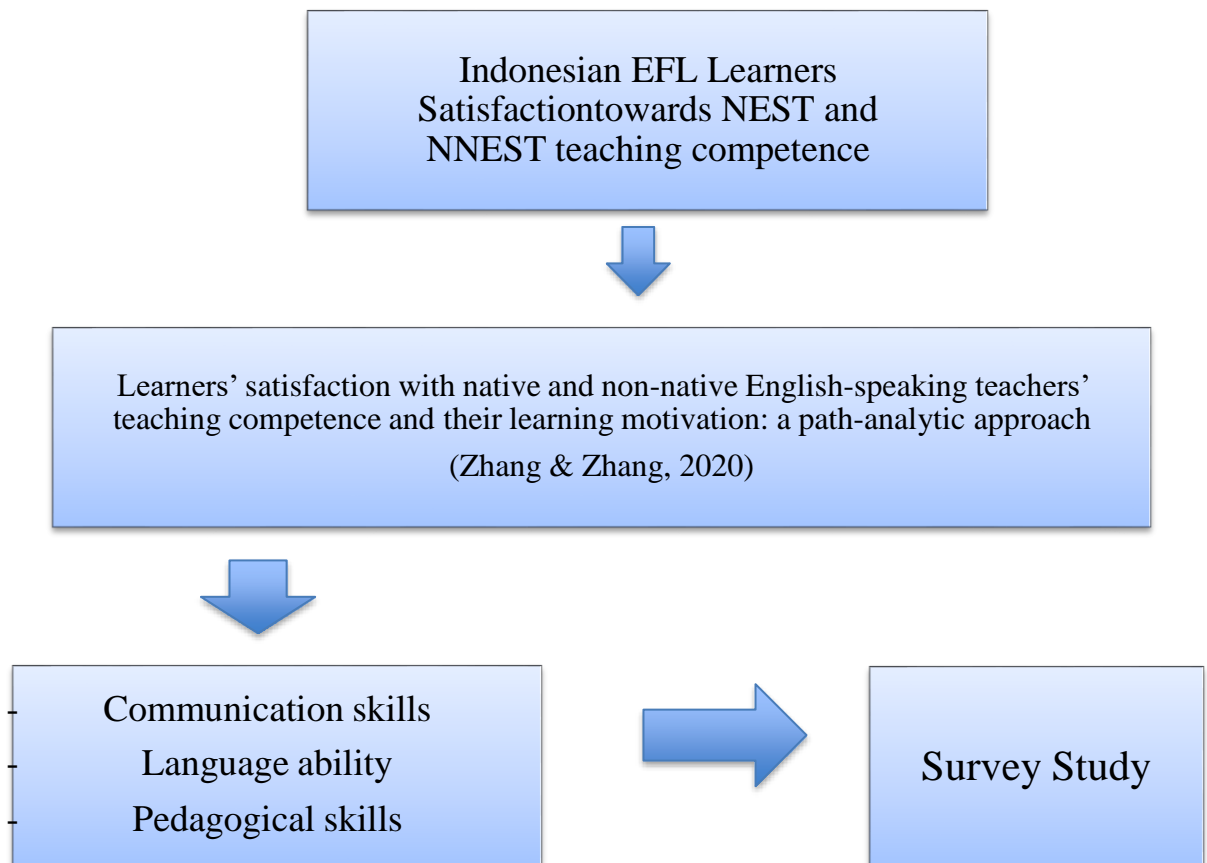 Indonesian EFL Learners
Satisfactiontowards NEST and
NNEST teaching competence
Learners’ satisfaction with native and non-native English-speaking teachers’
teaching competence and their learning motivation: a path-analytic approach
(Zhang & Zhang, 2020)
- Communication skills
- Language ability
- Pedagogical skills
Survey Study